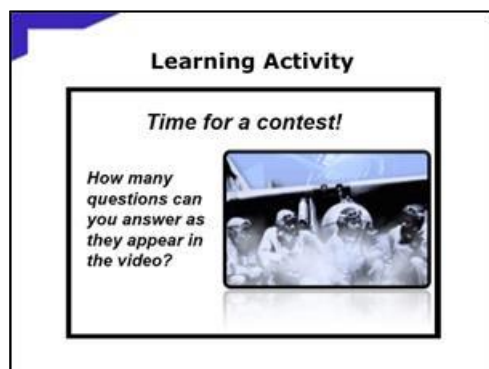 Learning Activity
Time for a contest!
How many
questions can
you answer as
they appear in
the video?